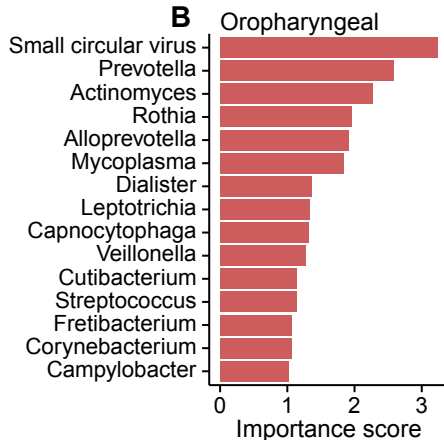 B Oropharyngeal
Small circular virus
Prevotella
Actinomyces
Rothia
Alloprevotella
Mycoplasma
Dialister
Leptotrichia
Capnocytophaga
Veillonella
Cutibacterium
Streptococcus
Fretibacterium
Corynebacterium
Campylobacter
0 1 2 3
Importance score